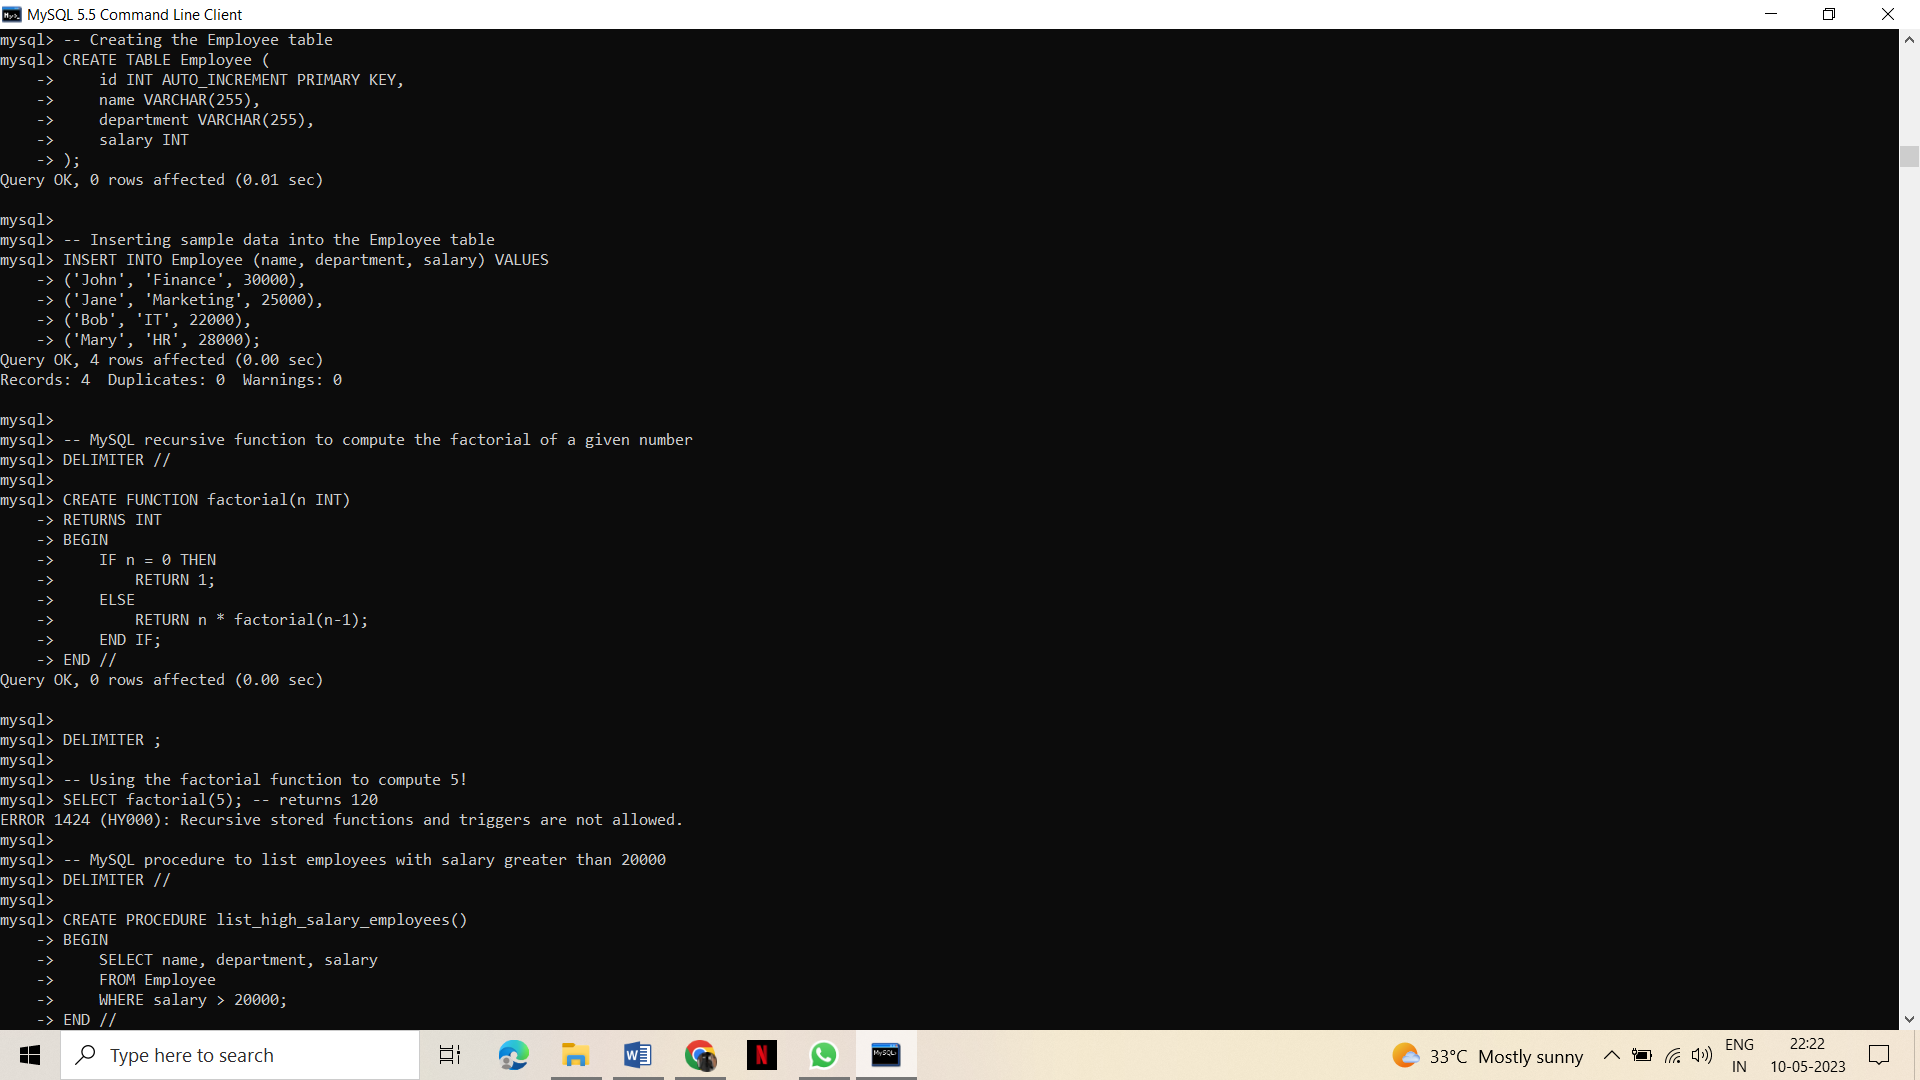 MySQL 5.5 Command Line Client
mysql> -- Creating the Employee table
mysql> CREATE TABLE Employee (
    ->     id INT AUTO_INCREMENT PRIMARY KEY,
    ->     name VARCHAR(255),
    ->     department VARCHAR(255),
    ->     salary INT
    -> );
Query OK, 0 rows affected (0.01 sec)
mysql>
mysql> -- Inserting sample data into the Employee table
mysql> INSERT INTO Employee (name, department, salary) VALUES
    -> ('John', 'Finance', 30000),
    -> ('Jane', 'Marketing', 25000),
    -> ('Bob', 'IT', 22000),
    -> ('Mary', 'HR', 28000);
Query OK, 4 rows affected (0.00 sec)
Records: 4  Duplicates: 0  Warnings: 0
mysql>
mysql> -- MySQL recursive function to compute the factorial of a given number
mysql> DELIMITER //
mysql>
mysql> CREATE FUNCTION factorial(n INT)
    -> RETURNS INT
    -> BEGIN
    ->     IF n = 0 THEN
    ->         RETURN 1;
    ->     ELSE
    ->         RETURN n * factorial(n-1);
    ->     END IF;
    -> END //
Query OK, 0 rows affected (0.00 sec)
mysql>
mysql> DELIMITER ;
mysql>
mysql> -- Using the factorial function to compute 5!
mysql> SELECT factorial(5); -- returns 120
ERROR 1424 (HY000): Recursive stored functions and triggers are not allowed.
mysql>
mysql> -- MySQL procedure to list employees with salary greater than 20000
mysql> DELIMITER //
mysql>
mysql> CREATE PROCEDURE list_high_salary_employees()
    -> BEGIN
    ->     SELECT name, department, salary
    ->     FROM Employee
    ->     WHERE salary > 20000;
    -> END //
Type here to search
33°C Mostly sunny
ENG
IN
22:22
10-05-2023